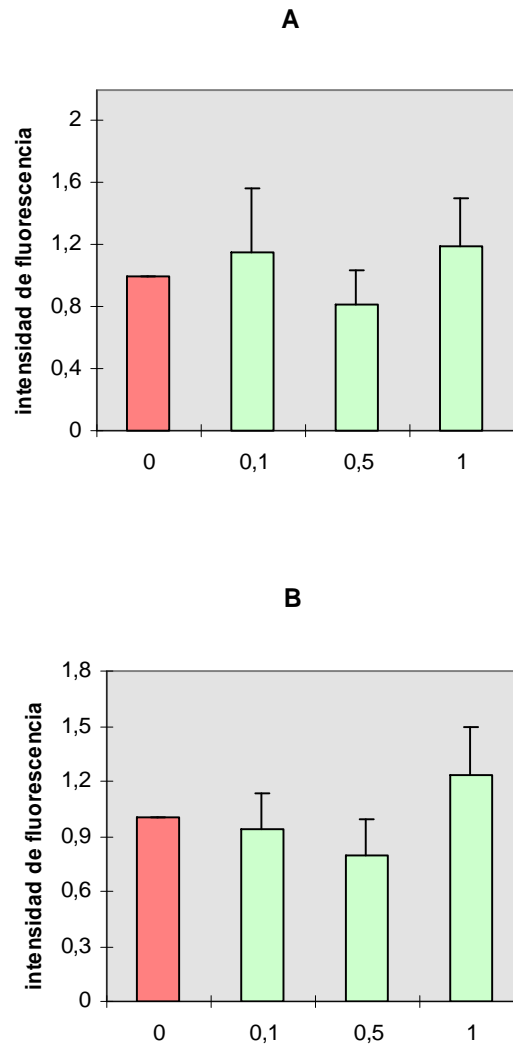 A
intensidad de fluorescencia
2
1,6
1,2
0,8
0,4
0
0 0,1 0,5 1
B
intensidad de fluorescencia
1,8
1,5
1,2
0,9
0,6
0,3
0
0 0,1 0,5 1